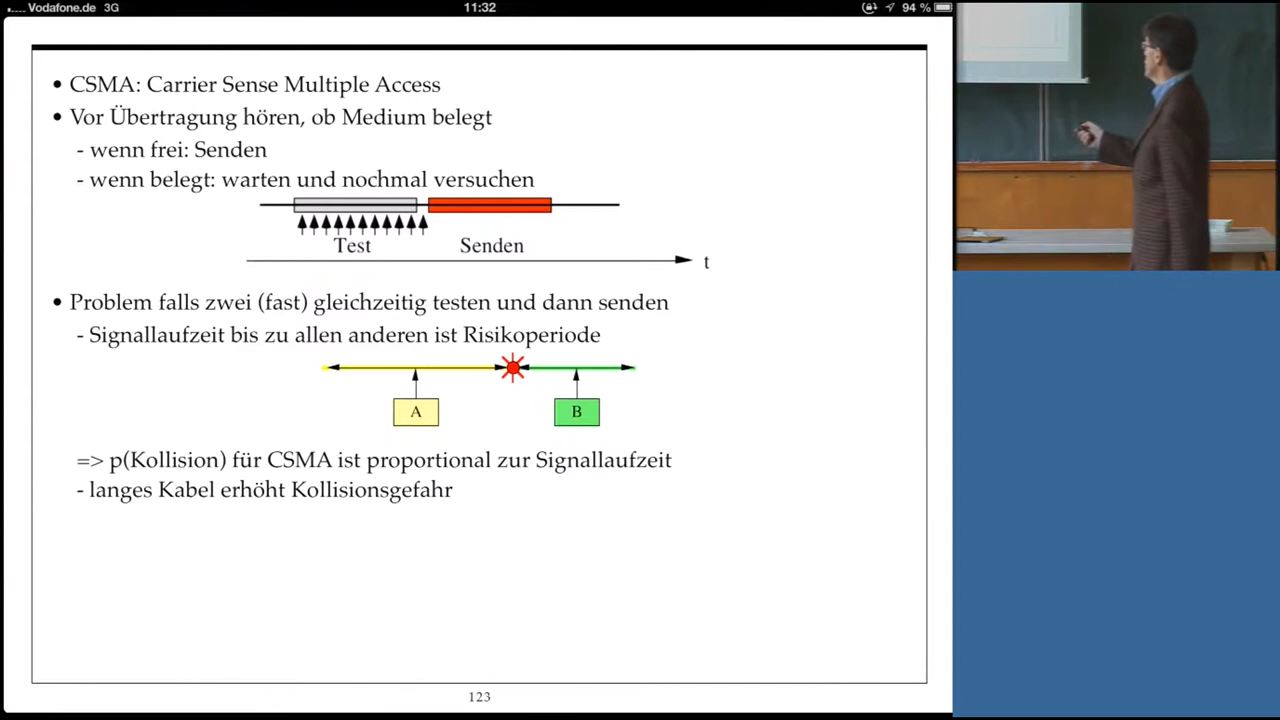 Vodafone.de 3G 11:32 94 %
• CSMA: Carrier Sense Multiple Access
• Vor Übertragung hören, ob Medium belegt
- wenn frei: Senden
- wenn belegt: warten und nochmal versuchen
Test Senden
t
• Problem falls zwei (fast) gleichzeitig testen und dann senden
- Signallaufzeit bis zu allen anderen ist Risikoperiode
A B
=> p(Kollision) für CSMA ist proportional zur Signallaufzeit
- langes Kabel erhöht Kollisionsgefahr
123